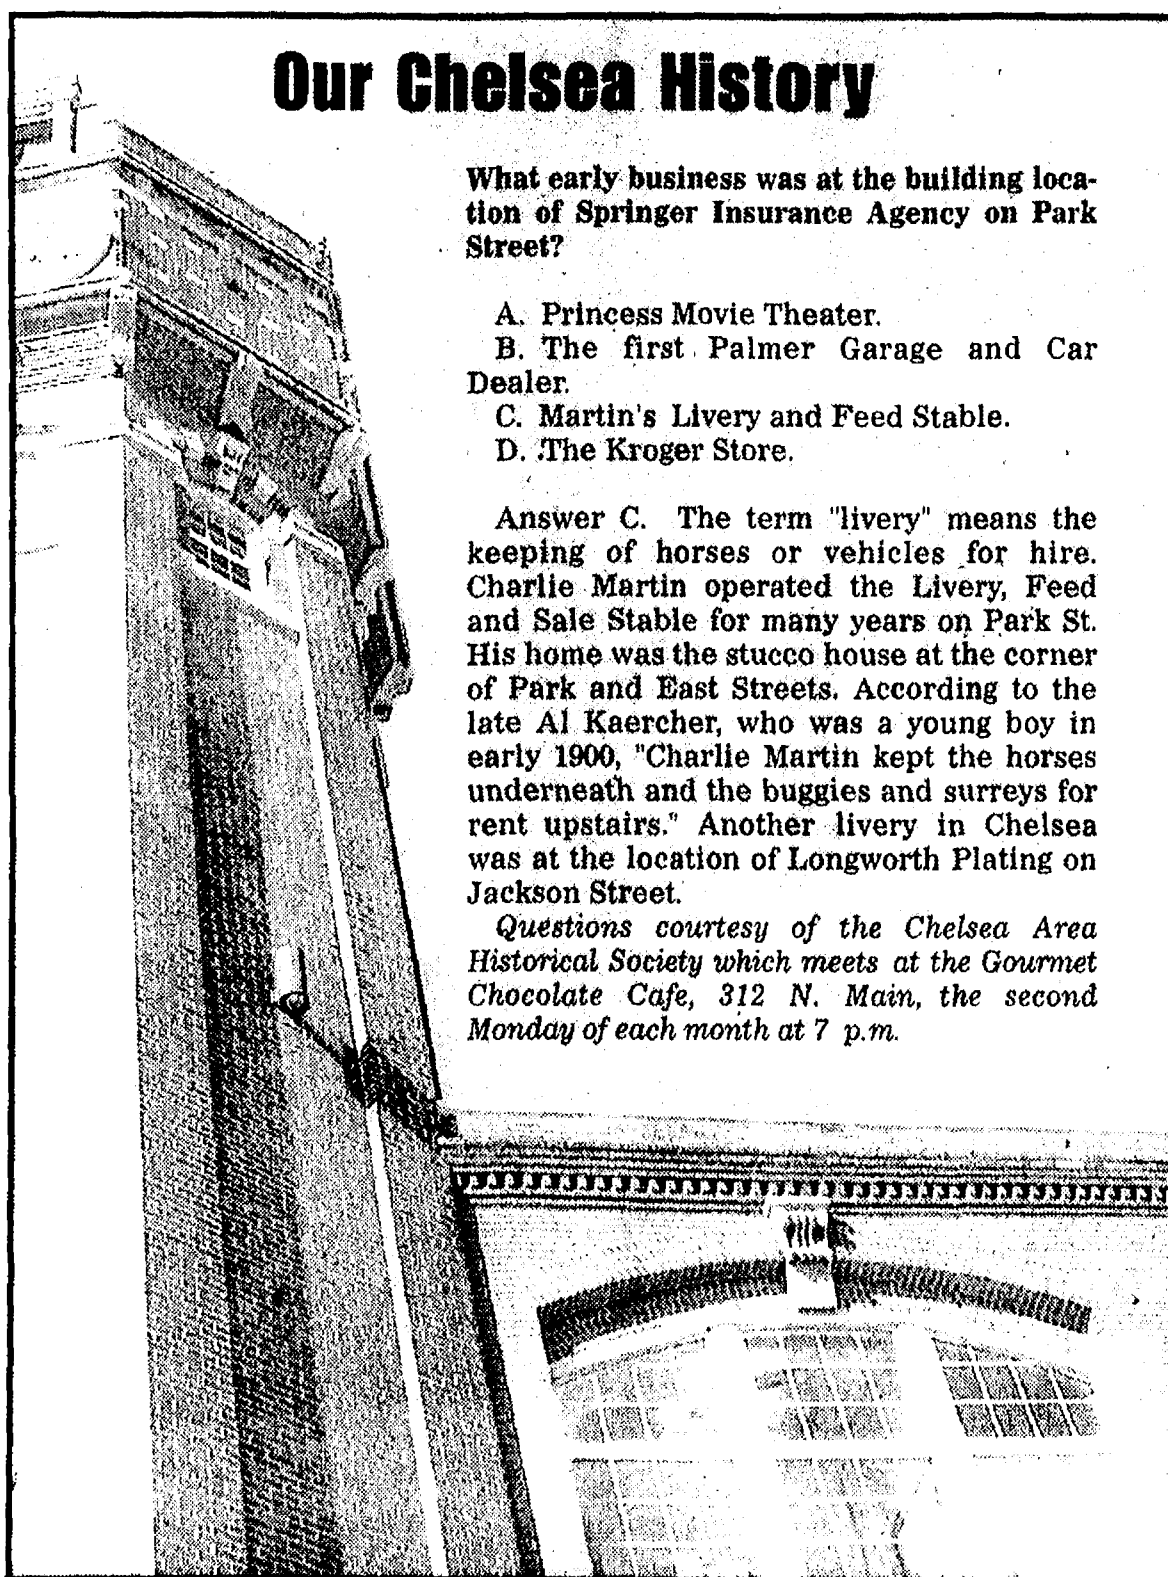 Our Chelsea History
What early business was at the building loca-
tion of Springer Insurance Agency on Park
Street?
A. Princess Movie Theater.
B. The first Palmer Garage and Car
Dealer.
C. Martin's Livery and Feed Stable.
D. The Kroger Store.
Answer C. The term "livery" means the
keeping of horses or vehicles for hire.
Charlie Martin operated the Livery, Feed
and Sale Stable for many years on Park St.
His home was the stucco house at the corner
of Park and East Streets. According to the
late Al Kaercher, who was a young boy in
early 1900, "Charlie Martin kept the horses
underneath and the buggies and surreys for
rent upstairs." Another livery in Chelsea
was at the location of Longworth Plating on
Jackson Street.
Questions courtesy of the Chelsea Area
Historical Society which meets at the Gourmet
Chocolate Cafe, 312 N. Main, the second
Monday of each month at 7 p.m.